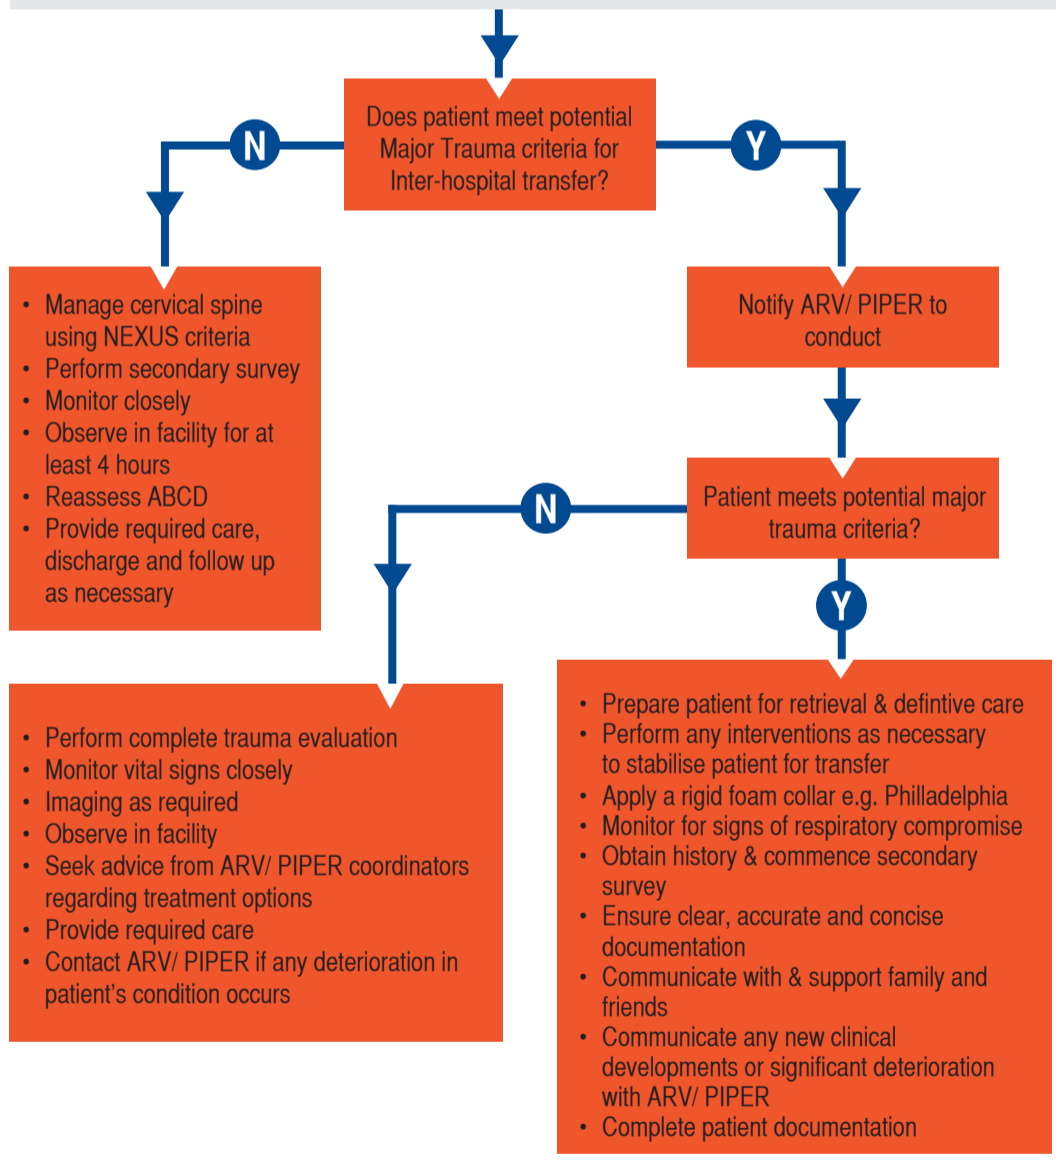 Does patient meet potential
Major Trauma criteria for
Inter-hospital transfer?
N
Y
• Manage cervical spine
using NEXUS criteria
• Perform secondary survey
• Monitor closely
• Observe in facility for at
least 4 hours
• Reassess ABCD
• Provide required care,
discharge and follow up
as necessary
Notify ARV/ PIPER to
conduct
Patient meets potential major
trauma criteria?
N
Y
• Perform complete trauma evaluation
• Monitor vital signs closely
• Imaging as required
• Observe in facility
• Seek advice from ARV/ PIPER coordinators
regarding treatment options
• Provide required care
• Contact ARV/ PIPER if any deterioration in
patient’s condition occurs
• Prepare patient for retrieval & defintive care
• Perform any interventions as necessary
to stabilise patient for transfer
• Apply a rigid foam collar e.g. Philladelphia
• Monitor for signs of respiratory compromise
• Obtain history & commence secondary
survey
• Ensure clear, accurate and concise
documentation
• Communicate with & support family and
friends
• Communicate any new clinical
developments or significant deterioration
with ARV/ PIPER
• Complete patient documentation